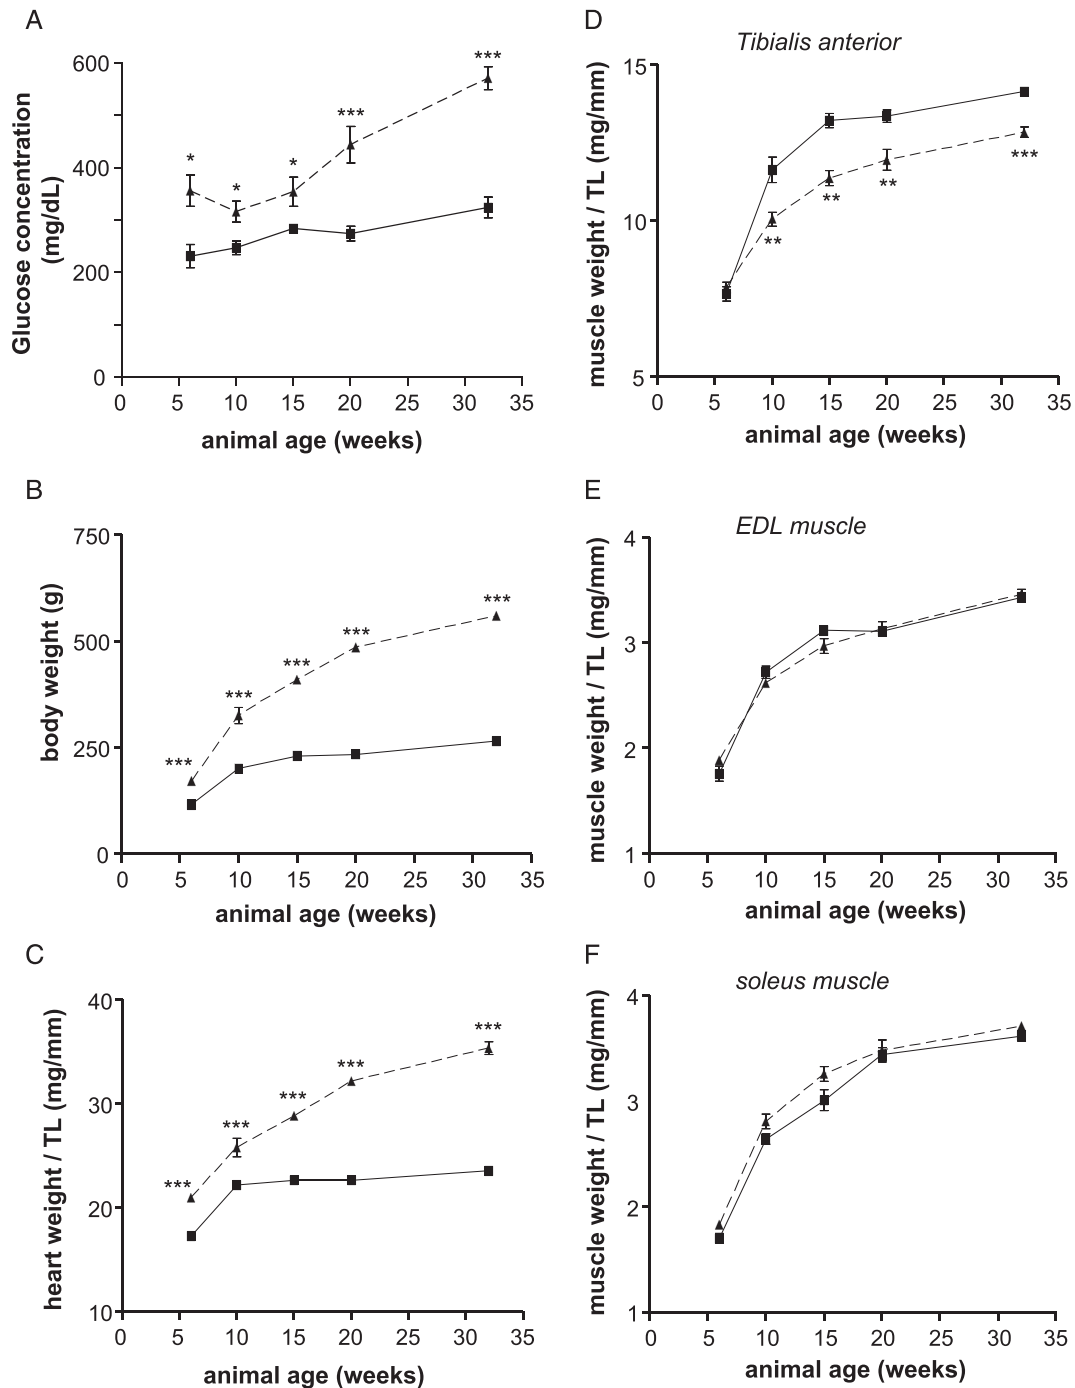 A
Glucose concentration
(mg/dL)
600
400
200
0
*
*
*
***
***
0 5 10 15 20 25 30 35
animal age (weeks)
B
body weight (g)
750
500
250
0
***
***
***
***
***
0 5 10 15 20 25 30 35
animal age (weeks)
C
heart weight / TL (mg/mm)
40
30
20
10
***
***
***
***
***
0 5 10 15 20 25 30 35
animal age (weeks)
D
Tibialis anterior
muscle weight / TL (mg/mm)
15
10
5
**
**
**
***
0 5 10 15 20 25 30 35
animal age (weeks)
E
EDL muscle
muscle weight / TL (mg/mm)
4
3
2
1
0 5 10 15 20 25 30 35
animal age (weeks)
F
soleus muscle
muscle weight / TL (mg/mm)
4
3
2
1
0 5 10 15 20 25 30 35
animal age (weeks)